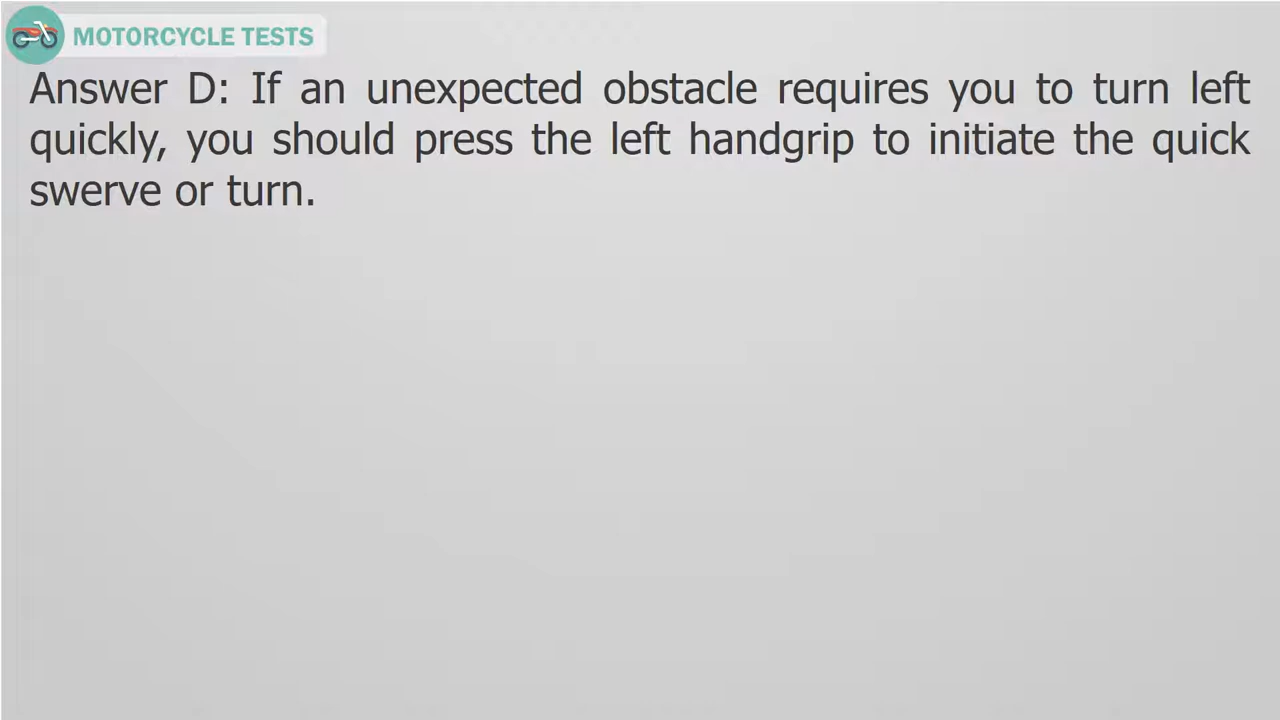 MOTORCYCLE TESTS
Answer D: If an unexpected obstacle requires you to turn left
quickly, you should press the left handgrip to initiate the quick
swerve or turn.